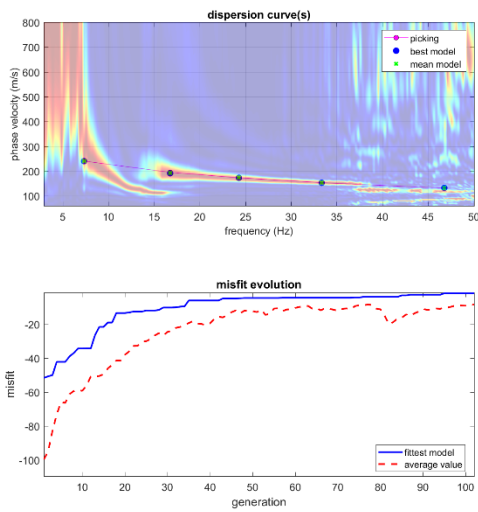 dispersion curve(s)
800
700
600
500
400
300
200
100
phase velocity (m/s)
picking
best model
mean model
5 10 15 20 25 30 35 40 45 50
frequency (Hz)
misfit evolution
-20
-40
-60
-80
-100
misfit
fittest model
average value
10 20 30 40 50 60 70 80 90 100
generation